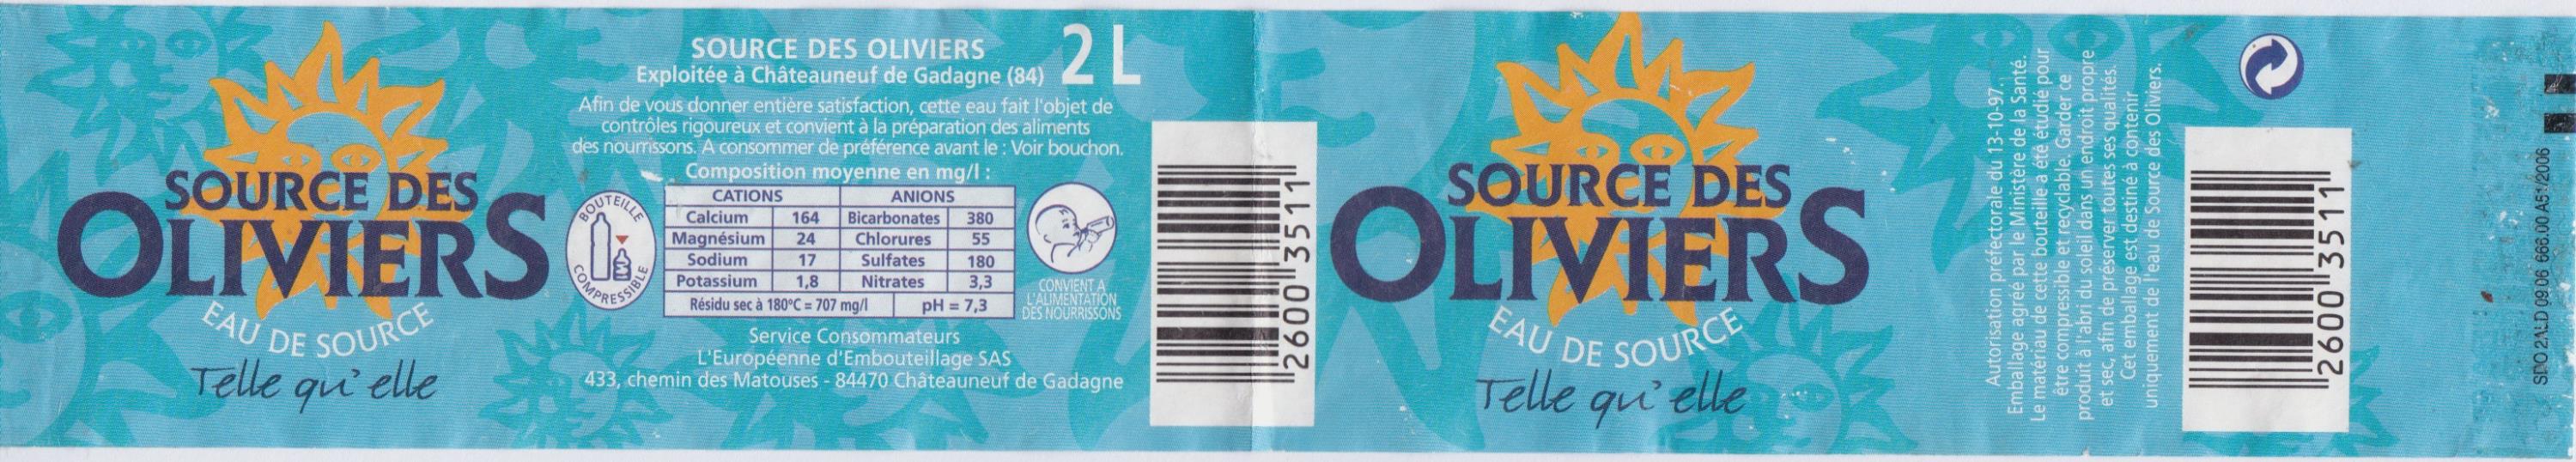 SOURCE DES
OLIVIERS
EAU DE SOURCE
Telle qu'elle
SOURCE DES OLIVIERS
Exploitée à Châteauneuf de Gadagne (84)
2 L
Afin de vous donner entière satisfaction, cette eau fait l'objet de
contrôles rigoureux et convient à la préparation des aliments
des nourrissons. A consommer de préférence avant le : Voir bouchon.
Composition moyenne en mg/l :
CATIONS ANIONS
Calcium 164 Bicarbonates 380
Magnésium 24 Chlorures 55
Sodium 17 Sulfates 180
Potassium 1,8 Nitrates 3,3
Résidu sec à 180°C = 707 mg/l pH = 7,3
BOUTEILLE
COMPRESSIBLE
CONVIENT A
L'ALIMENTATION
DES NOURRISSONS
Service Consommateurs
L'Européenne d'Embouteillage SAS
433, chemin des Matouses - 84470 Châteauneuf de Gadagne
2600 3511
SOURCE DES
OLIVIERS
EAU DE SOURCE
Telle qu'elle
Autorisation préfectorale du 13-10-97.
Emballage agréé par le Ministère de la Santé.
Le matériau de cette bouteille a été étudié pour
être compressible et recyclable. Garder ce
produit à l'abri du soleil dans un endroit propre
et sec, afin de préserver toutes ses qualités.
Cet emballage est destiné à contenir
uniquement de l'eau de Source des Oliviers.
2600 3511
09.06 666.00 A51/2006